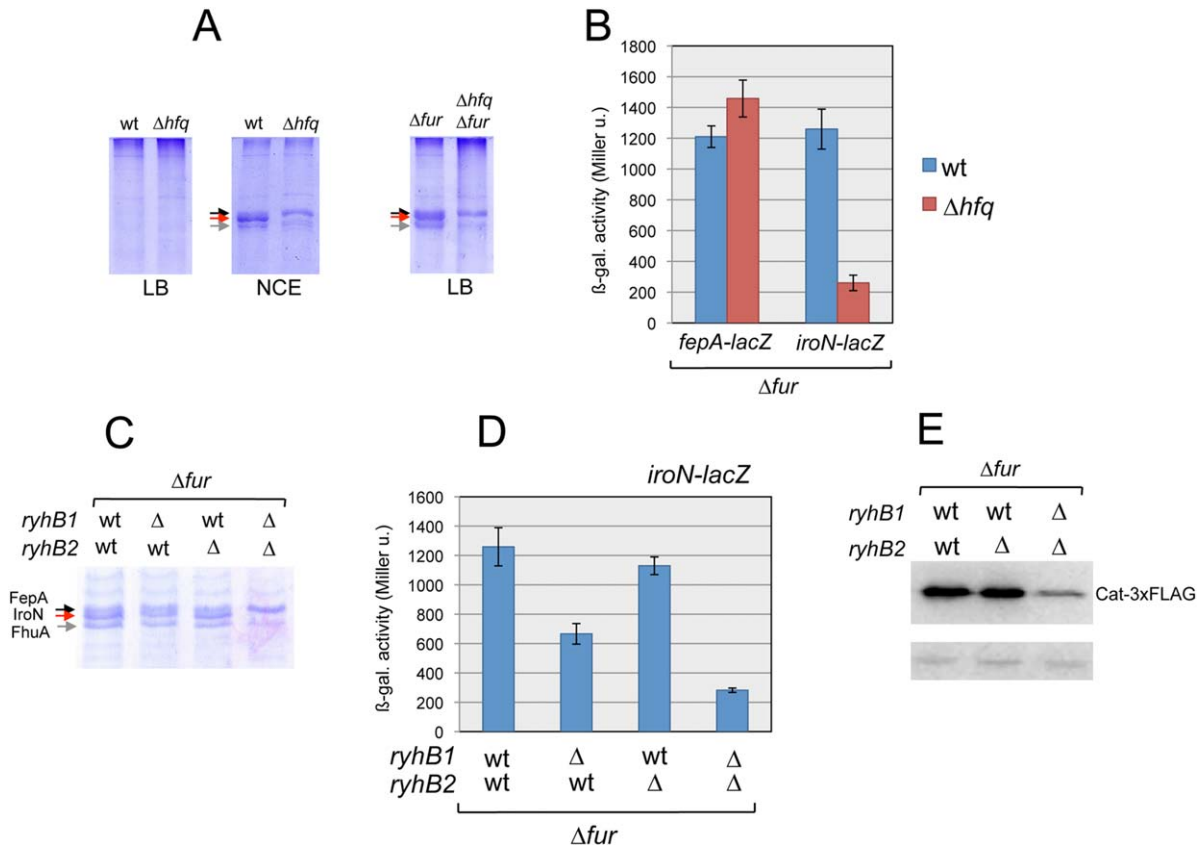 A
Δhfq
wt Δhfq wt Δhfq Δfur Δfur
LB NCE LB
B
ß-gal. activity (Miller u.)
1800
1600
1400
1200
1000
800
600
400
200
0
fepA-lacZ iroN-lacZ
Δfur
wt
Δhfq
C
Δfur
ryhB1 wt Δ wt Δ
ryhB2 wt wt Δ Δ
FepA
IroN
FhuA
D
iroN-lacZ
ß-gal. activity (Miller u.)
1600
1400
1200
1000
800
600
400
200
0
ryhB1 wt Δ wt Δ
ryhB2 wt wt Δ Δ
Δfur
E
Δfur
ryhB1 wt wt Δ
ryhB2 wt Δ Δ
Cat-3xFLAG